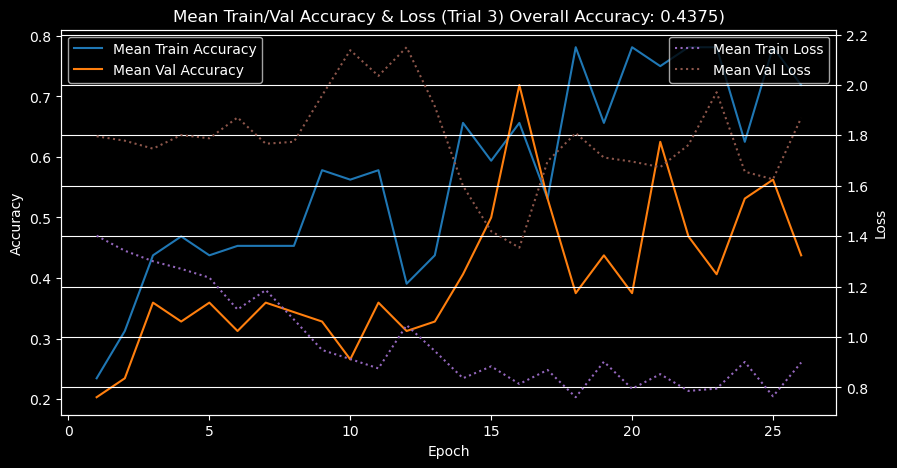 Mean Train/Val Accuracy & Loss (Trial 3) Overall Accuracy: 0.4375)
Mean Train Accuracy
Mean Val Accuracy
Mean Train Loss
Mean Val Loss
Accuracy
0.8
0.7
0.6
0.5
0.4
0.3
0.2
2.2
2.0
1.8
1.6
1.4
1.2
1.0
0.8
Loss
0 5 10 15 20 25
Epoch